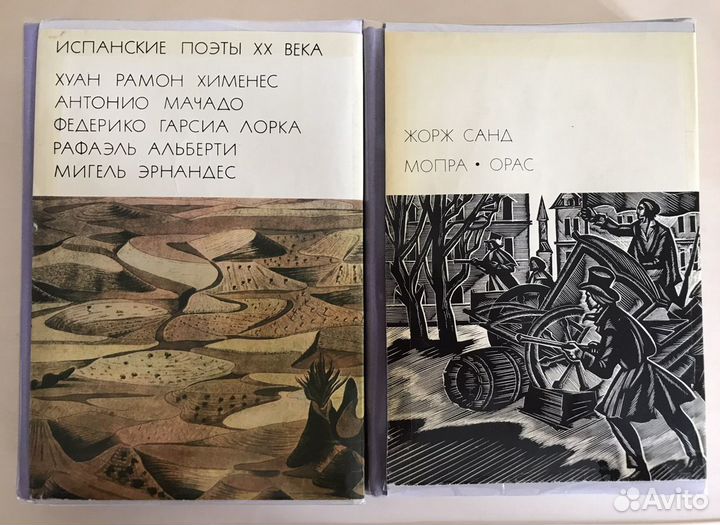 ИСПАНСКИЕ ПОЭТЫ XX ВЕКА
ХУАН РАМОН ХИМЕНЕС
АНТОНИО МАЧАДО
ФЕДЕРИКО ГАРСИА ЛОРКА
РАФАЭЛЬ АЛЬБЕРТИ
МИГЕЛЬ ЭРНАНДЕС
ЖОРЖ САНД
МОПРА • ОРАС
Avito